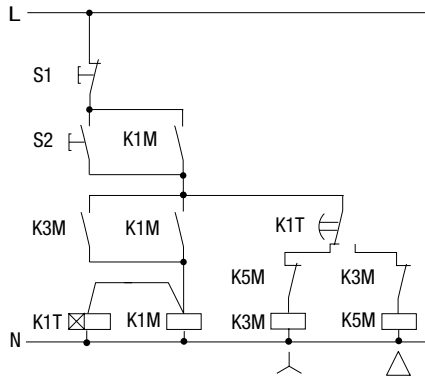 L
S1
S2 K1M
K3M K1M K1T
K5M K3M
K1T K1M K3M K5M
N